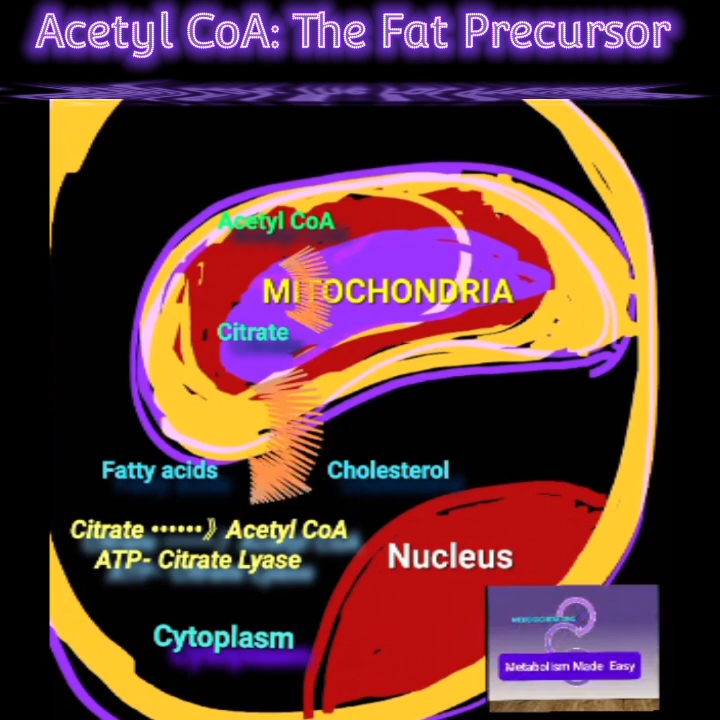 Acetyl CoA: The Fat Precursor
Acetyl CoA
MITOCHONDRIA
Citrate
Fatty acids
Cholesterol
Citrate ······》Acetyl CoA
ATP- Citrate Lyase
Nucleus
Cytoplasm
Metabolism Made Easy